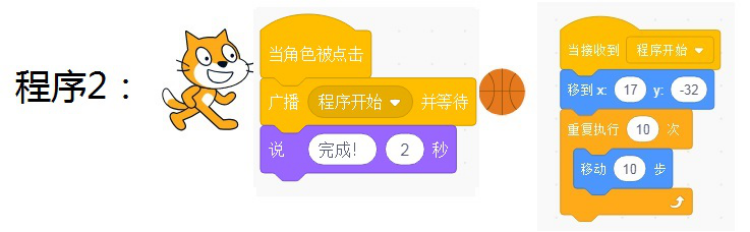 程序2：
当角色被点击
广播 程序开始 并等待
说 完成! 2 秒
当接收到 程序开始
移到 x: 17 y: -32
重复执行 10 次
移动 10 步